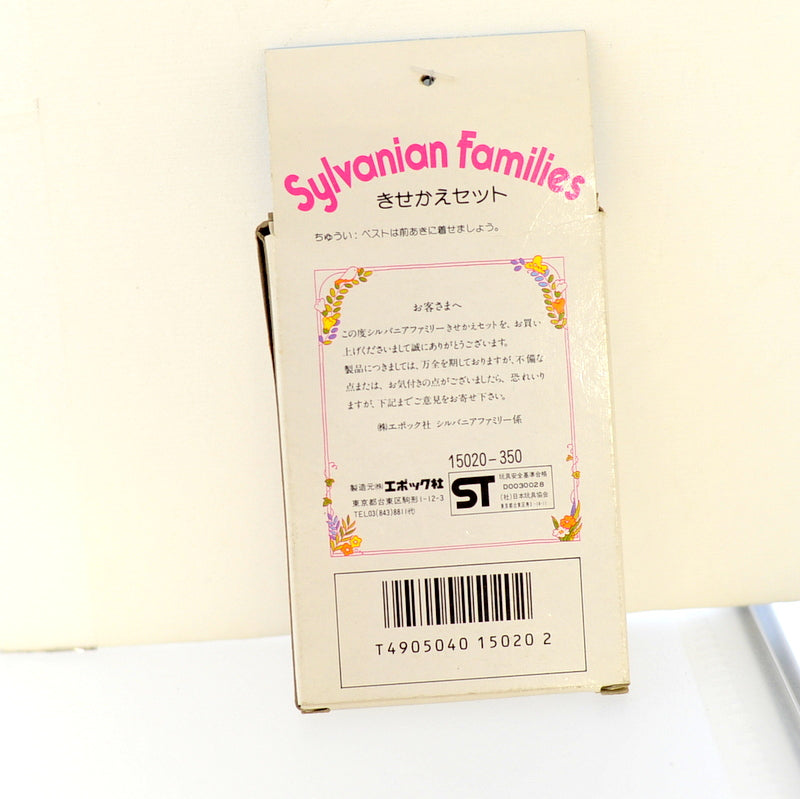 Sylvanian Families
きせかえセット
ちゅうい：ベストは前あきに着せましょう。
お客さまへ
この度シルバニアファミリーきせかえセットを、お買い
上げくださいまして誠にありがとうございます。
製品につきましては、万全を期しておりますが、不備な
点または、お気付きの点がございましたら、恐れいり
ますが、下記までご意見をお寄せ下さい。
㈱エポック社 シルバニアファミリー係
15020-350
製造元㈱エポック社
東京都台東区駒形1-12-3
TEL03(843)8811代)
ST
玩具安全基準合格
D0030028
(社)日本玩具協会
T4905040 15020 2